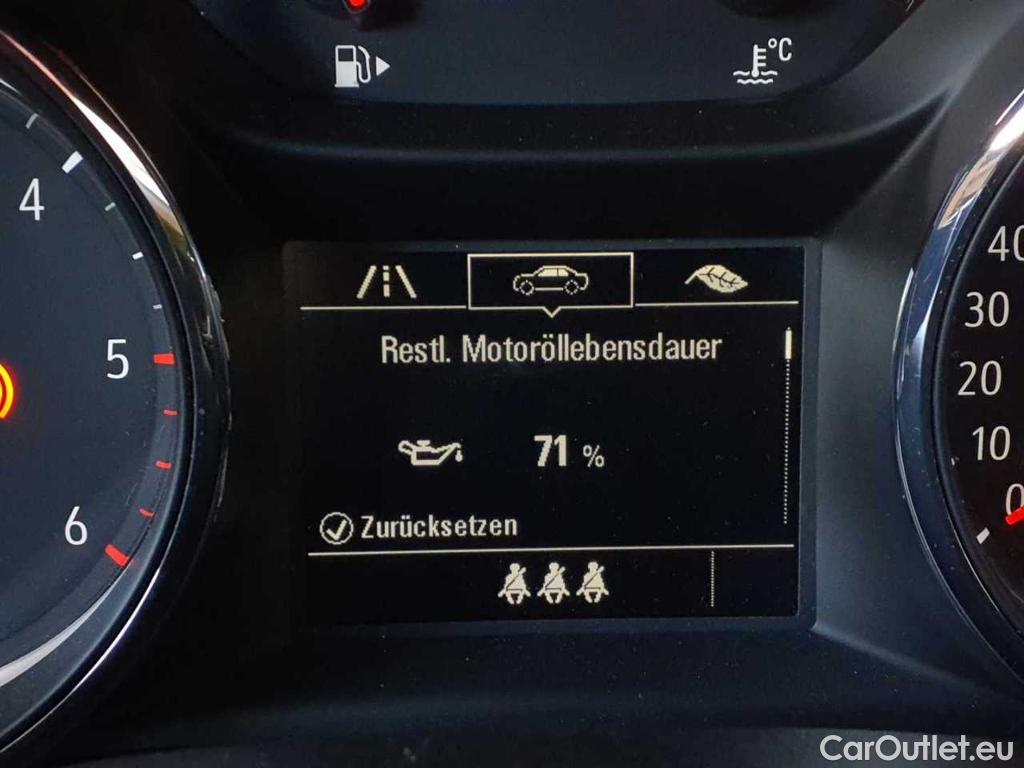 °C
4
5
6
Restl. Motoröllebensdauer
71 %
Zurücksetzen
40
30
20
10
0
CarOutlet.eu